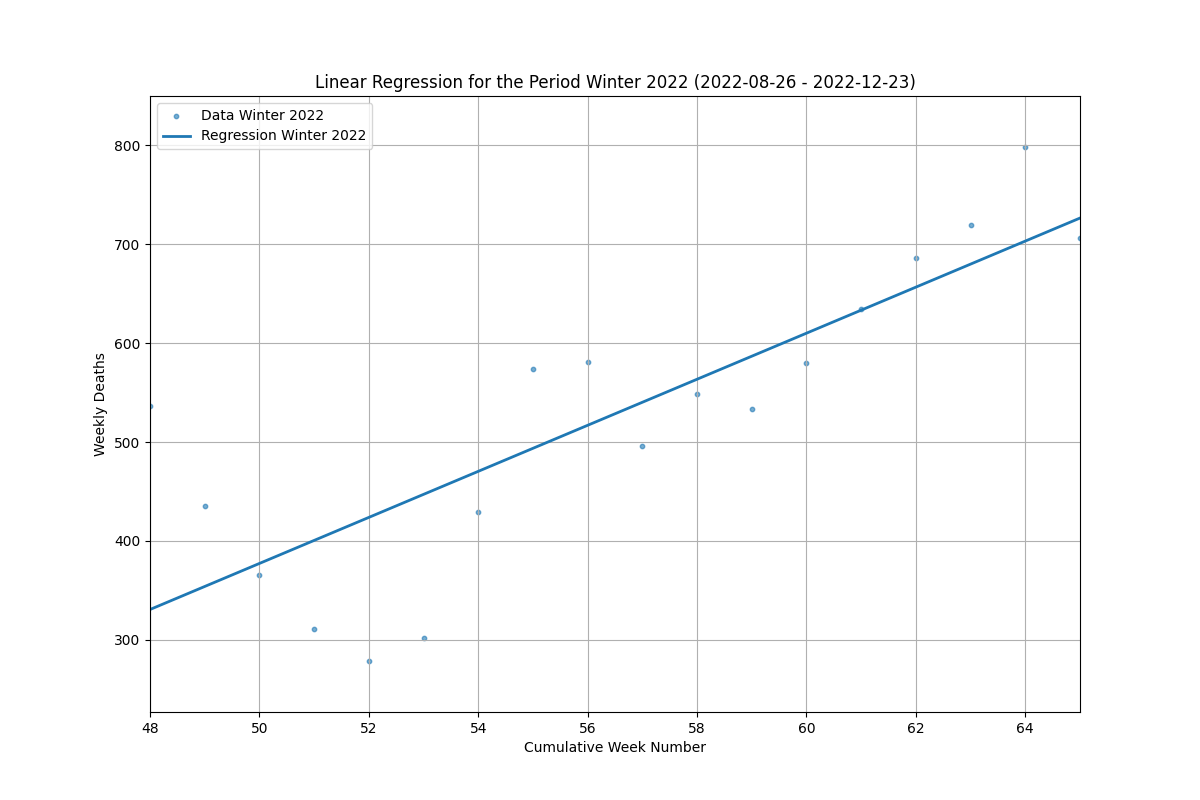 Linear Regression for the Period Winter 2022 (2022-08-26 - 2022-12-23)
Data Winter 2022
Regression Winter 2022
800
700
600
500
400
300
Weekly Deaths
48 50 52 54 56 58 60 62 64
Cumulative Week Number